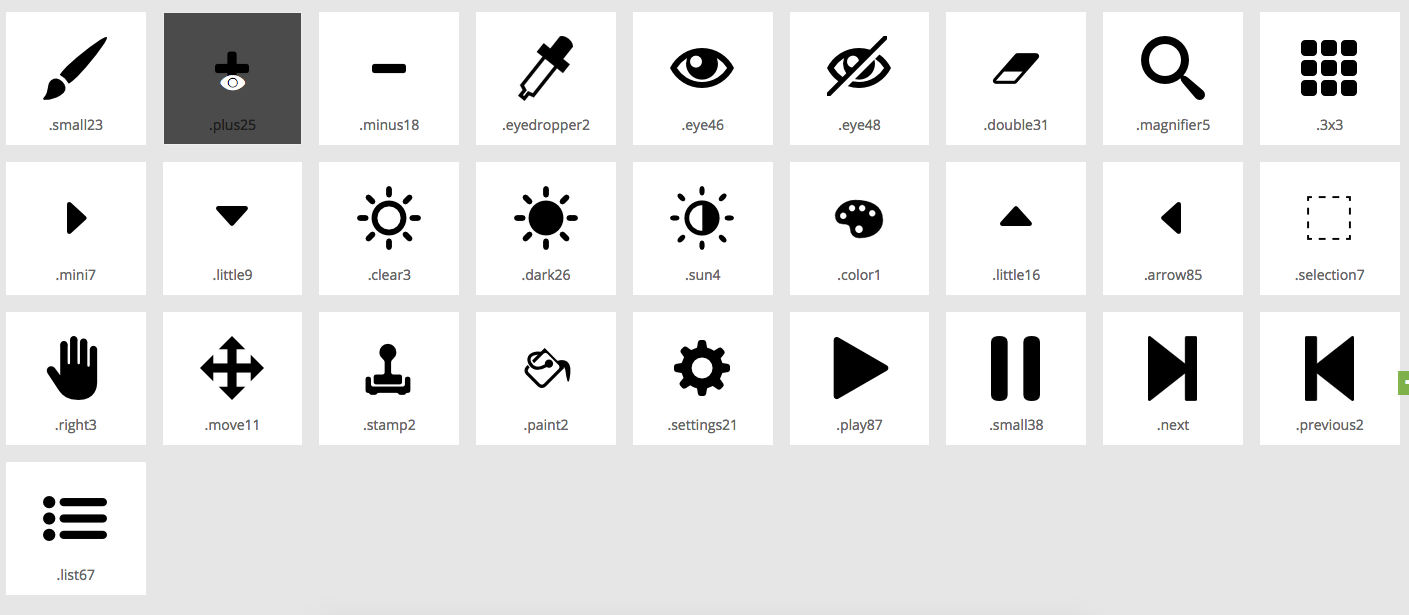 .small23
.plus25
.minus18
.eyedropper2
.eye46
.eye48
.double31
.magnifier5
.3x3
.mini7
.little9
.clear3
.dark26
.sun4
.color1
.little16
.arrow85
.selection7
.right3
.move11
.stamp2
.paint2
.settings21
.play87
.small38
.next
.previous2
.list67